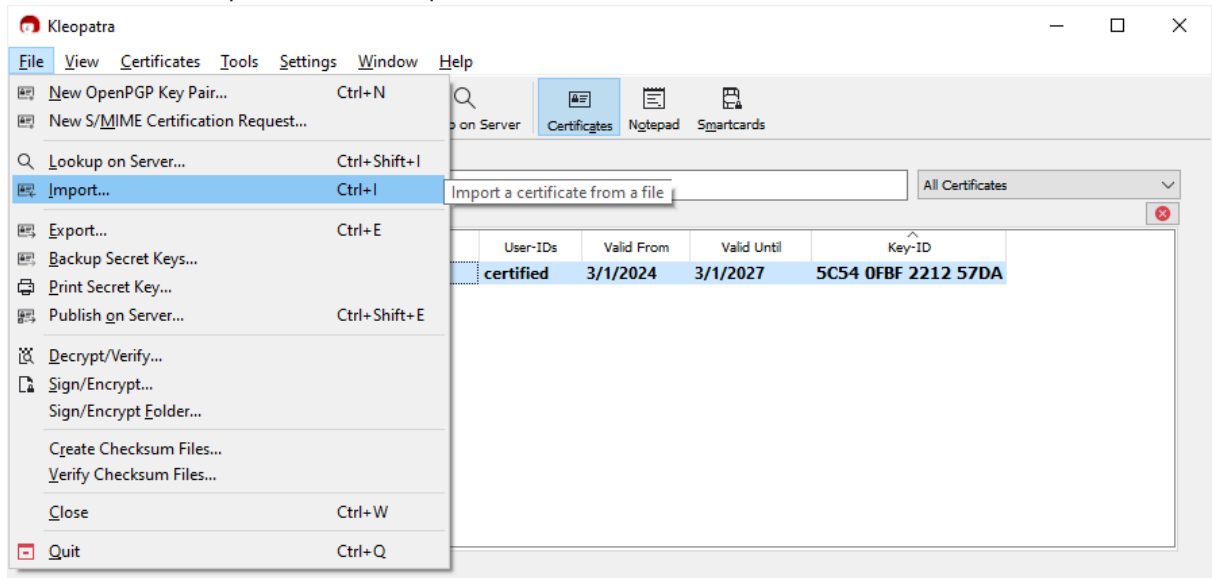 Kleopatra
File View Certificates Tools Settings Window Help
New OpenPGP Key Pair... Ctrl+N
New S/MIME Certification Request...
on Server Certificates Notepad Smartcards
Lookup on Server... Ctrl+Shift+I
Import... Ctrl+I
Import a certificate from a file
All Certificates
Export... Ctrl+E
User-IDs Valid From Valid Until Key-ID
Backup Secret Keys...
certified 3/1/2024 3/1/2027 5C54 0FBF 2212 57DA
Print Secret Key...
Publish on Server... Ctrl+Shift+E
Decrypt/Verify...
Sign/Encrypt...
Sign/Encrypt Folder...
Create Checksum Files...
Verify Checksum Files...
Close Ctrl+W
Quit Ctrl+Q